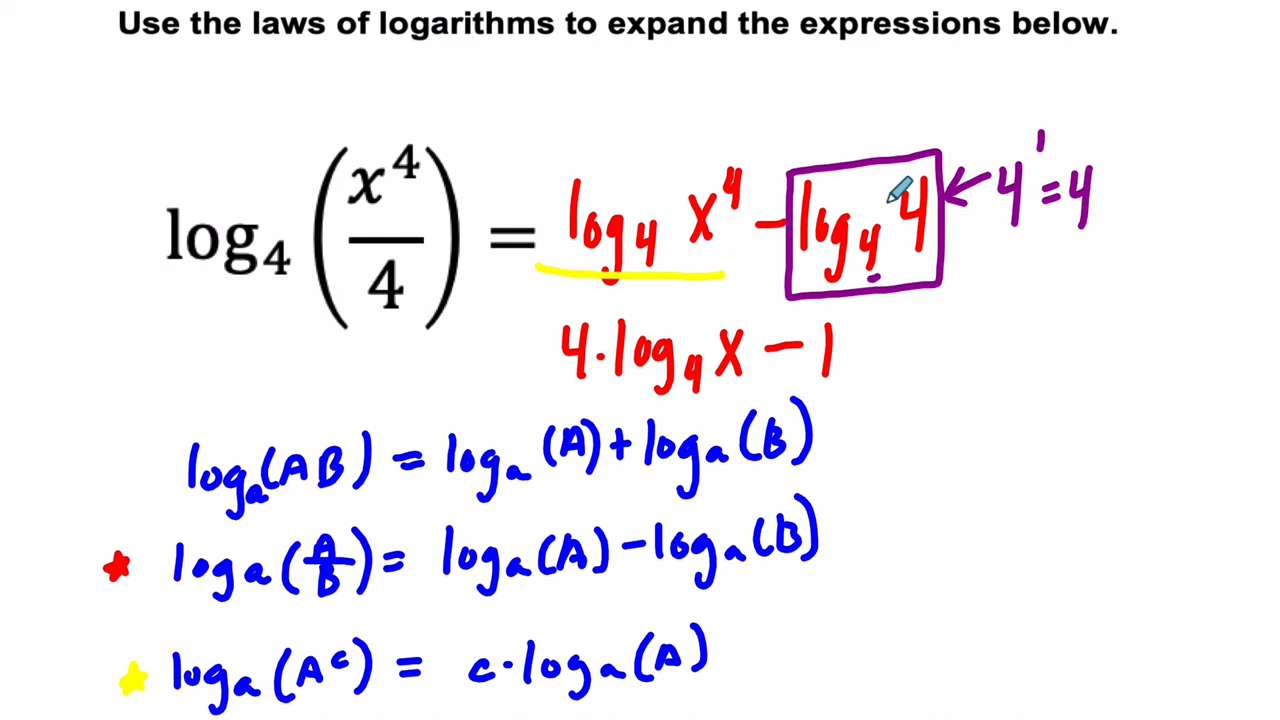 Use the laws of logarithms to expand the expressions below.
log₄(x⁴/4) = log₄ x⁴ − log₄ 4 ← 4¹ = 4
4·log₄ x − 1
logₐ(AB) = logₐ(A) + logₐ(B)
logₐ(A/B) = logₐ(A) − logₐ(B)
logₐ(Aᶜ) = c·logₐ(A)